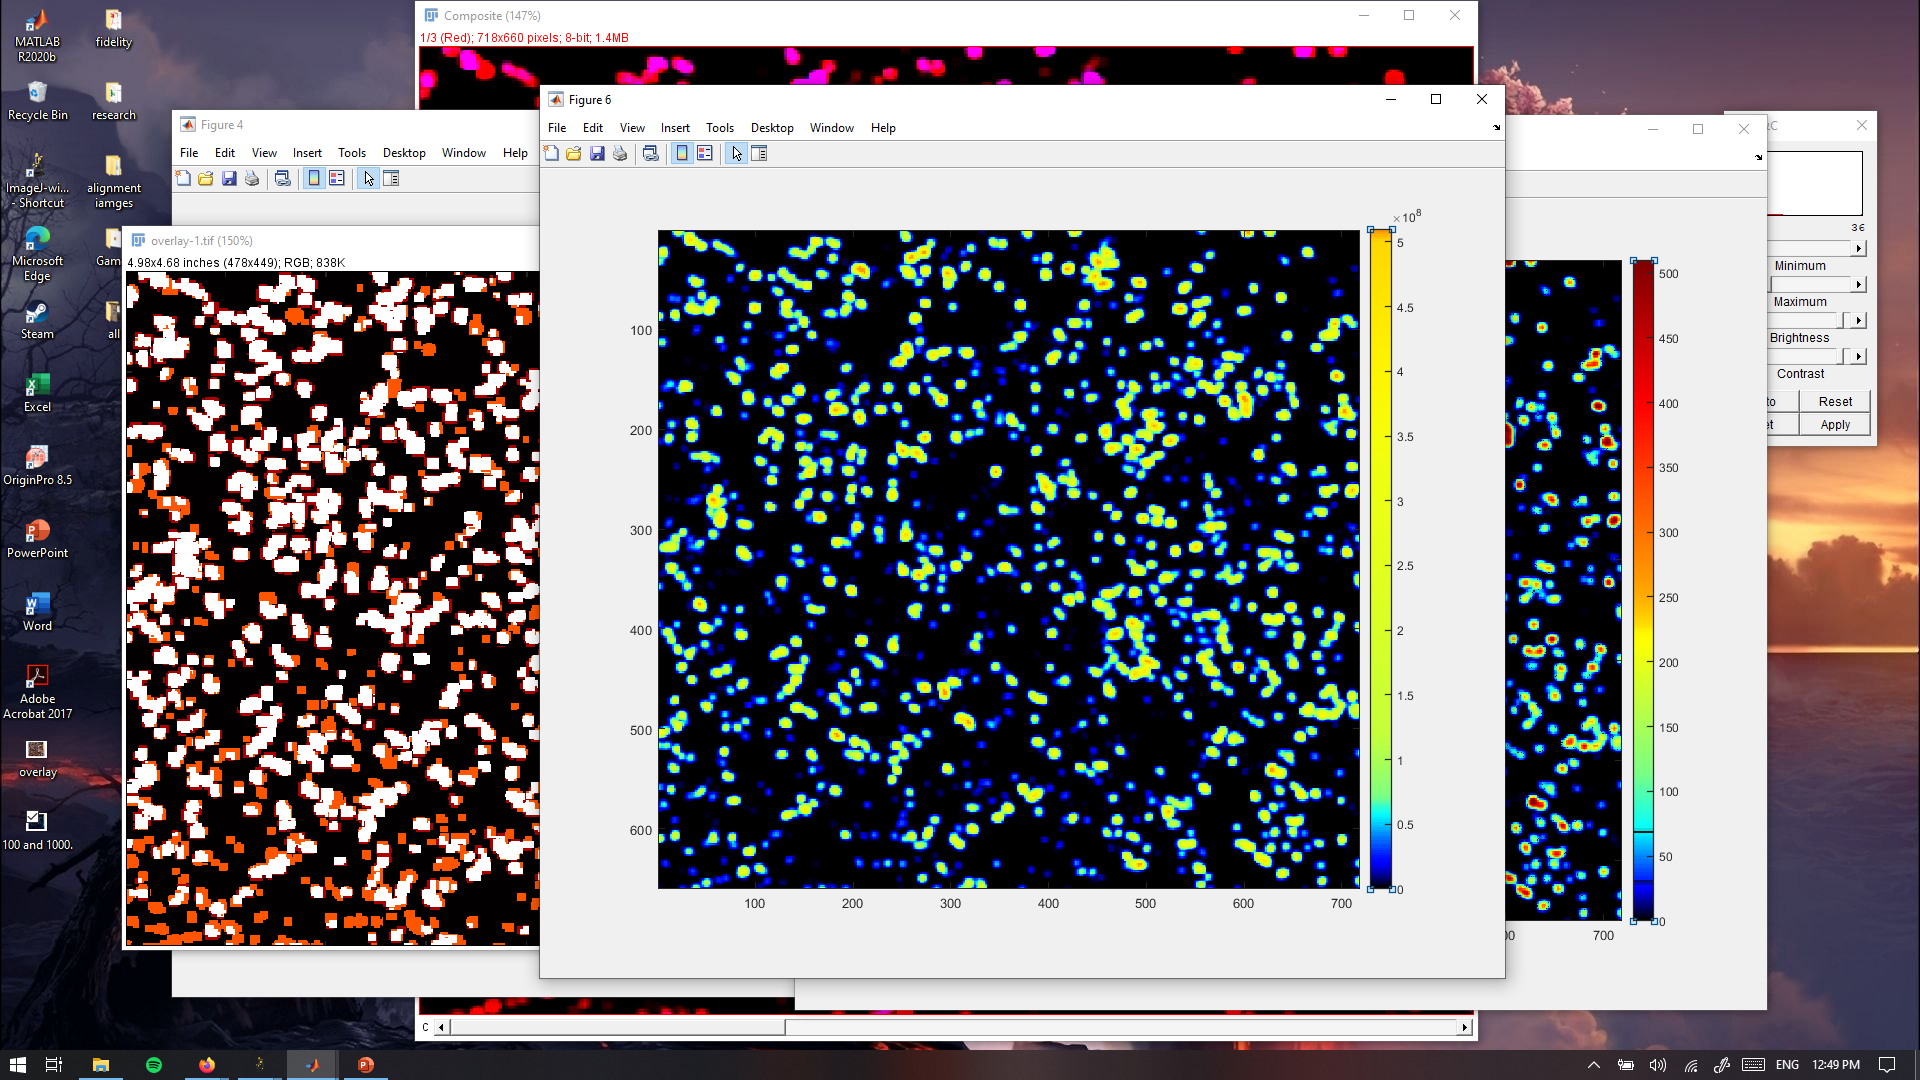 MATLAB
R2020b
fidelity
Recycle Bin
research
ImageJ-wi...
- Shortcut
alignment
iamges
Microsoft
Edge
Gam
Steam
all
Excel
OriginPro 8.5
PowerPoint
Word
Adobe
Acrobat 2017
overlay
100 and 1000.
Composite (147%)
1/3 (Red); 718x660 pixels; 8-bit; 1.4MB
C
Figure 4
File Edit View Insert Tools Desktop Window Help
overlay-1.tif (150%)
4.98x4.68 inches (478x449); RGB; 838K
Figure 6
File Edit View Insert Tools Desktop Window Help
×10^8
5
4.5
4
3.5
3
2.5
2
1.5
1
0.5
0
100
200
300
400
500
600
100 200 300 400 500 600 700
500
450
400
350
300
250
200
150
100
50
0
700
Minimum
Maximum
Brightness
Contrast
Reset
Apply
ENG 12:49 PM